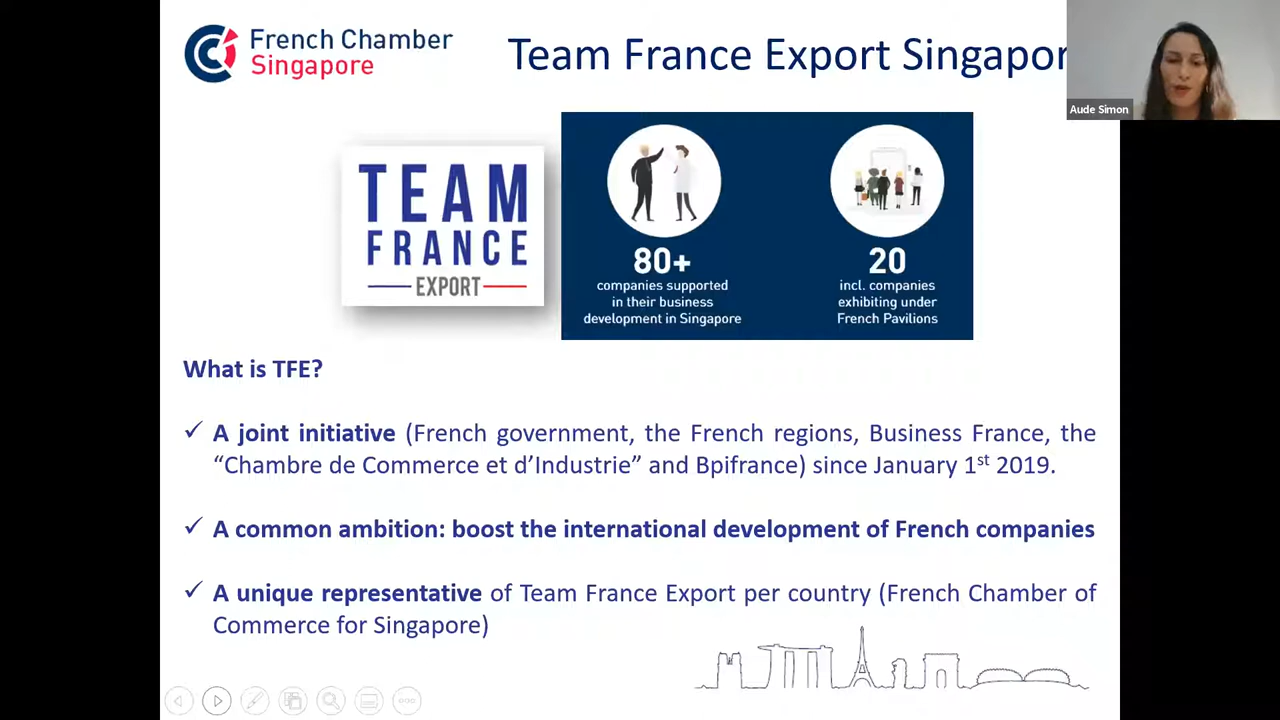 French Chamber
Singapore
Team France Export Singapor
Aude Simon
TEAM
FRANCE
EXPORT
80+
companies supported
in their business
development in Singapore
20
incl. companies
exhibiting under
French Pavilions
What is TFE?
✓ A joint initiative (French government, the French regions, Business France, the
“Chambre de Commerce et d’Industrie” and Bpifrance) since January 1st 2019.
✓ A common ambition: boost the international development of French companies
✓ A unique representative of Team France Export per country (French Chamber of
Commerce for Singapore)